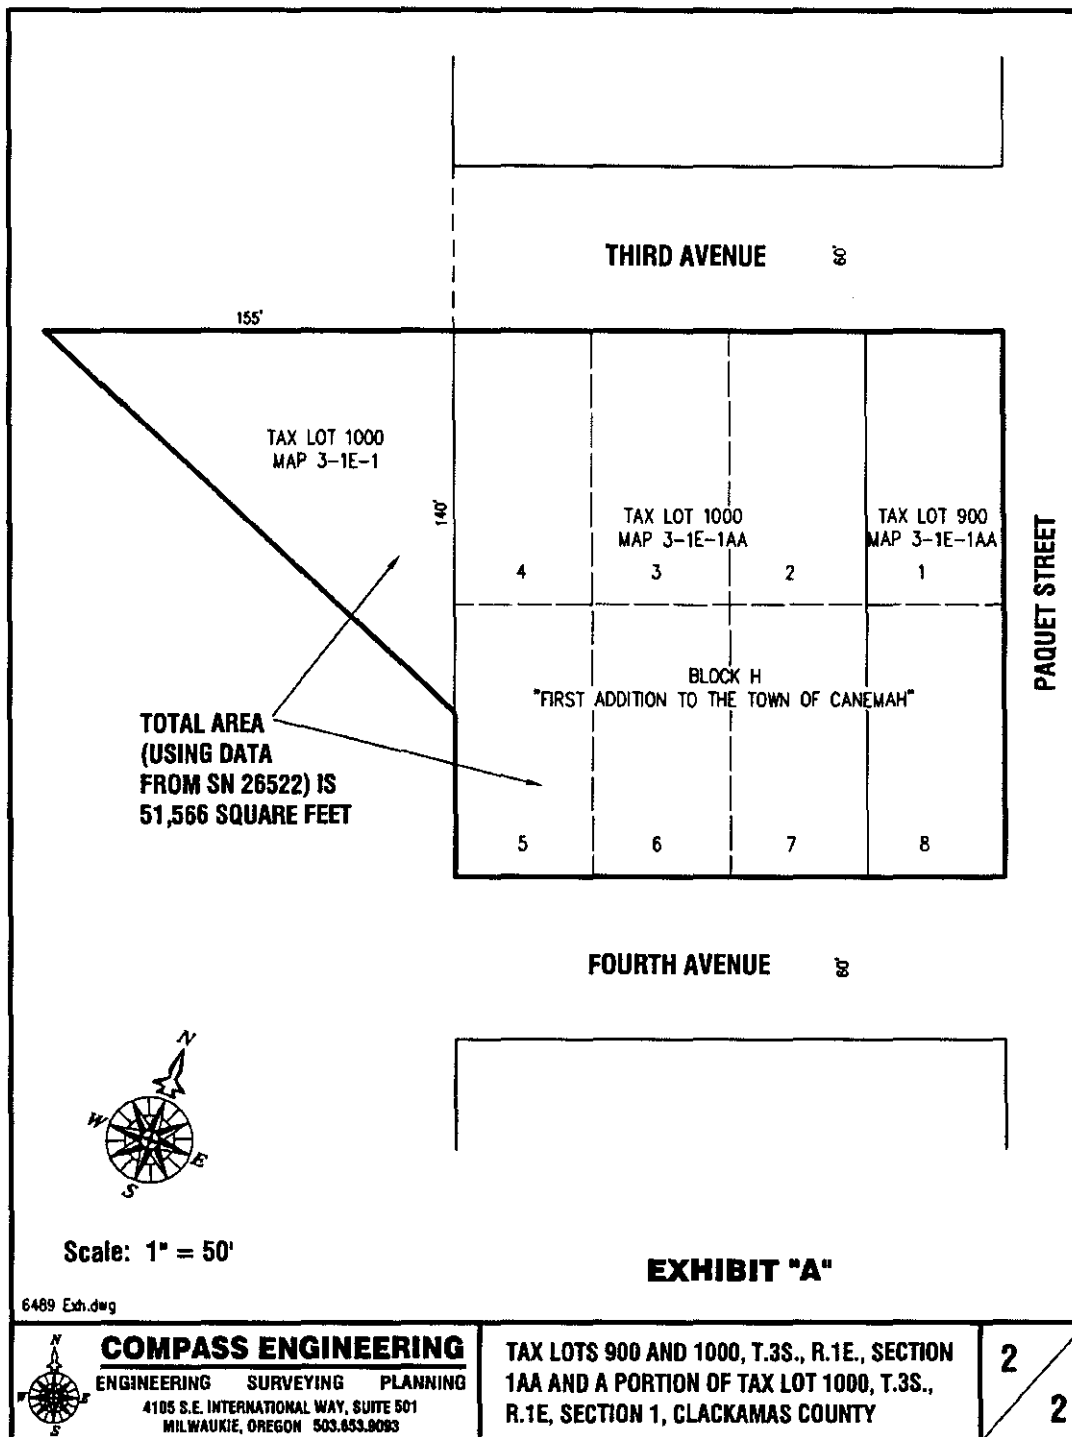 THIRD AVENUE
60'
155'
TAX LOT 1000
MAP 3-1E-1
140'
TAX LOT 1000
MAP 3-1E-1AA
TAX LOT 900
MAP 3-1E-1AA
4
3
2
1
PAQUET STREET
BLOCK H
"FIRST ADDITION TO THE TOWN OF CANEMAH"
TOTAL AREA
(USING DATA
FROM SN 26522) IS
51,566 SQUARE FEET
5
6
7
8
FOURTH AVENUE
60'
N
W
E
S
Scale: 1" = 50'
EXHIBIT "A"
6489 Exh.dwg
N
W
E
S
COMPASS ENGINEERING
ENGINEERING SURVEYING PLANNING
4105 S.E. INTERNATIONAL WAY, SUITE 501
MILWAUKIE, OREGON 503.653.9093
TAX LOTS 900 AND 1000, T.3S., R.1E., SECTION
1AA AND A PORTION OF TAX LOT 1000, T.3S.,
R.1E, SECTION 1, CLACKAMAS COUNTY
2
2